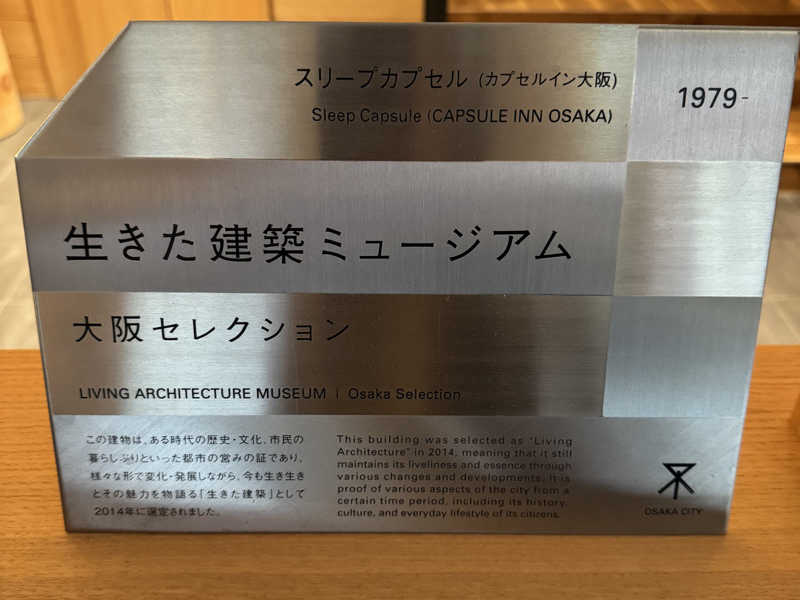 スリープカプセル (カプセルイン大阪)
Sleep Capsule (CAPSULE INN OSAKA)
1979-
生きた建築ミュージアム
大阪セレクション
LIVING ARCHITECTURE MUSEUM | Osaka Selection
この建物は、ある時代の歴史・文化、市民の
暮らしぶりといった都市の営みの証であり、
様々な形で変化・発展しながら、今も生き生き
とその魅力を物語る「生きた建築」として
2014年に選定されました。
This building was selected as "Living
Architecture" in 2014, meaning that it still
maintains its liveliness and essence through
various changes and developments. It is
proof of various aspects of the city from a
certain time period, including its history,
culture, and everyday lifestyle of its citizens.
OSAKA CITY